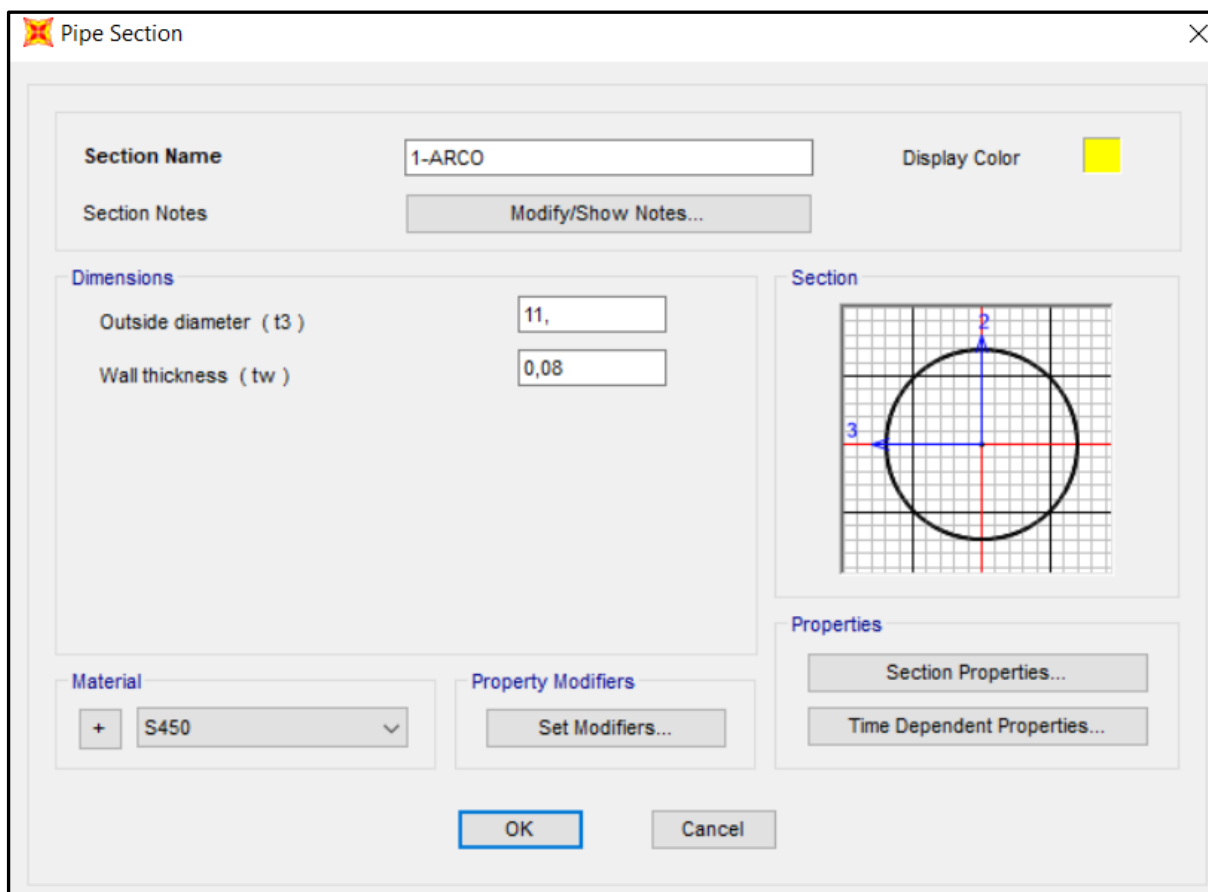 Pipe Section
Section Name
1-ARCO
Display Color
Section Notes
Modify/Show Notes...
Dimensions
Outside diameter ( t3 )
11,
Wall thickness ( tw )
0,08
Section
2
3
Properties
Section Properties...
Time Dependent Properties...
Material
+
S450
Property Modifiers
Set Modifiers...
OK
Cancel